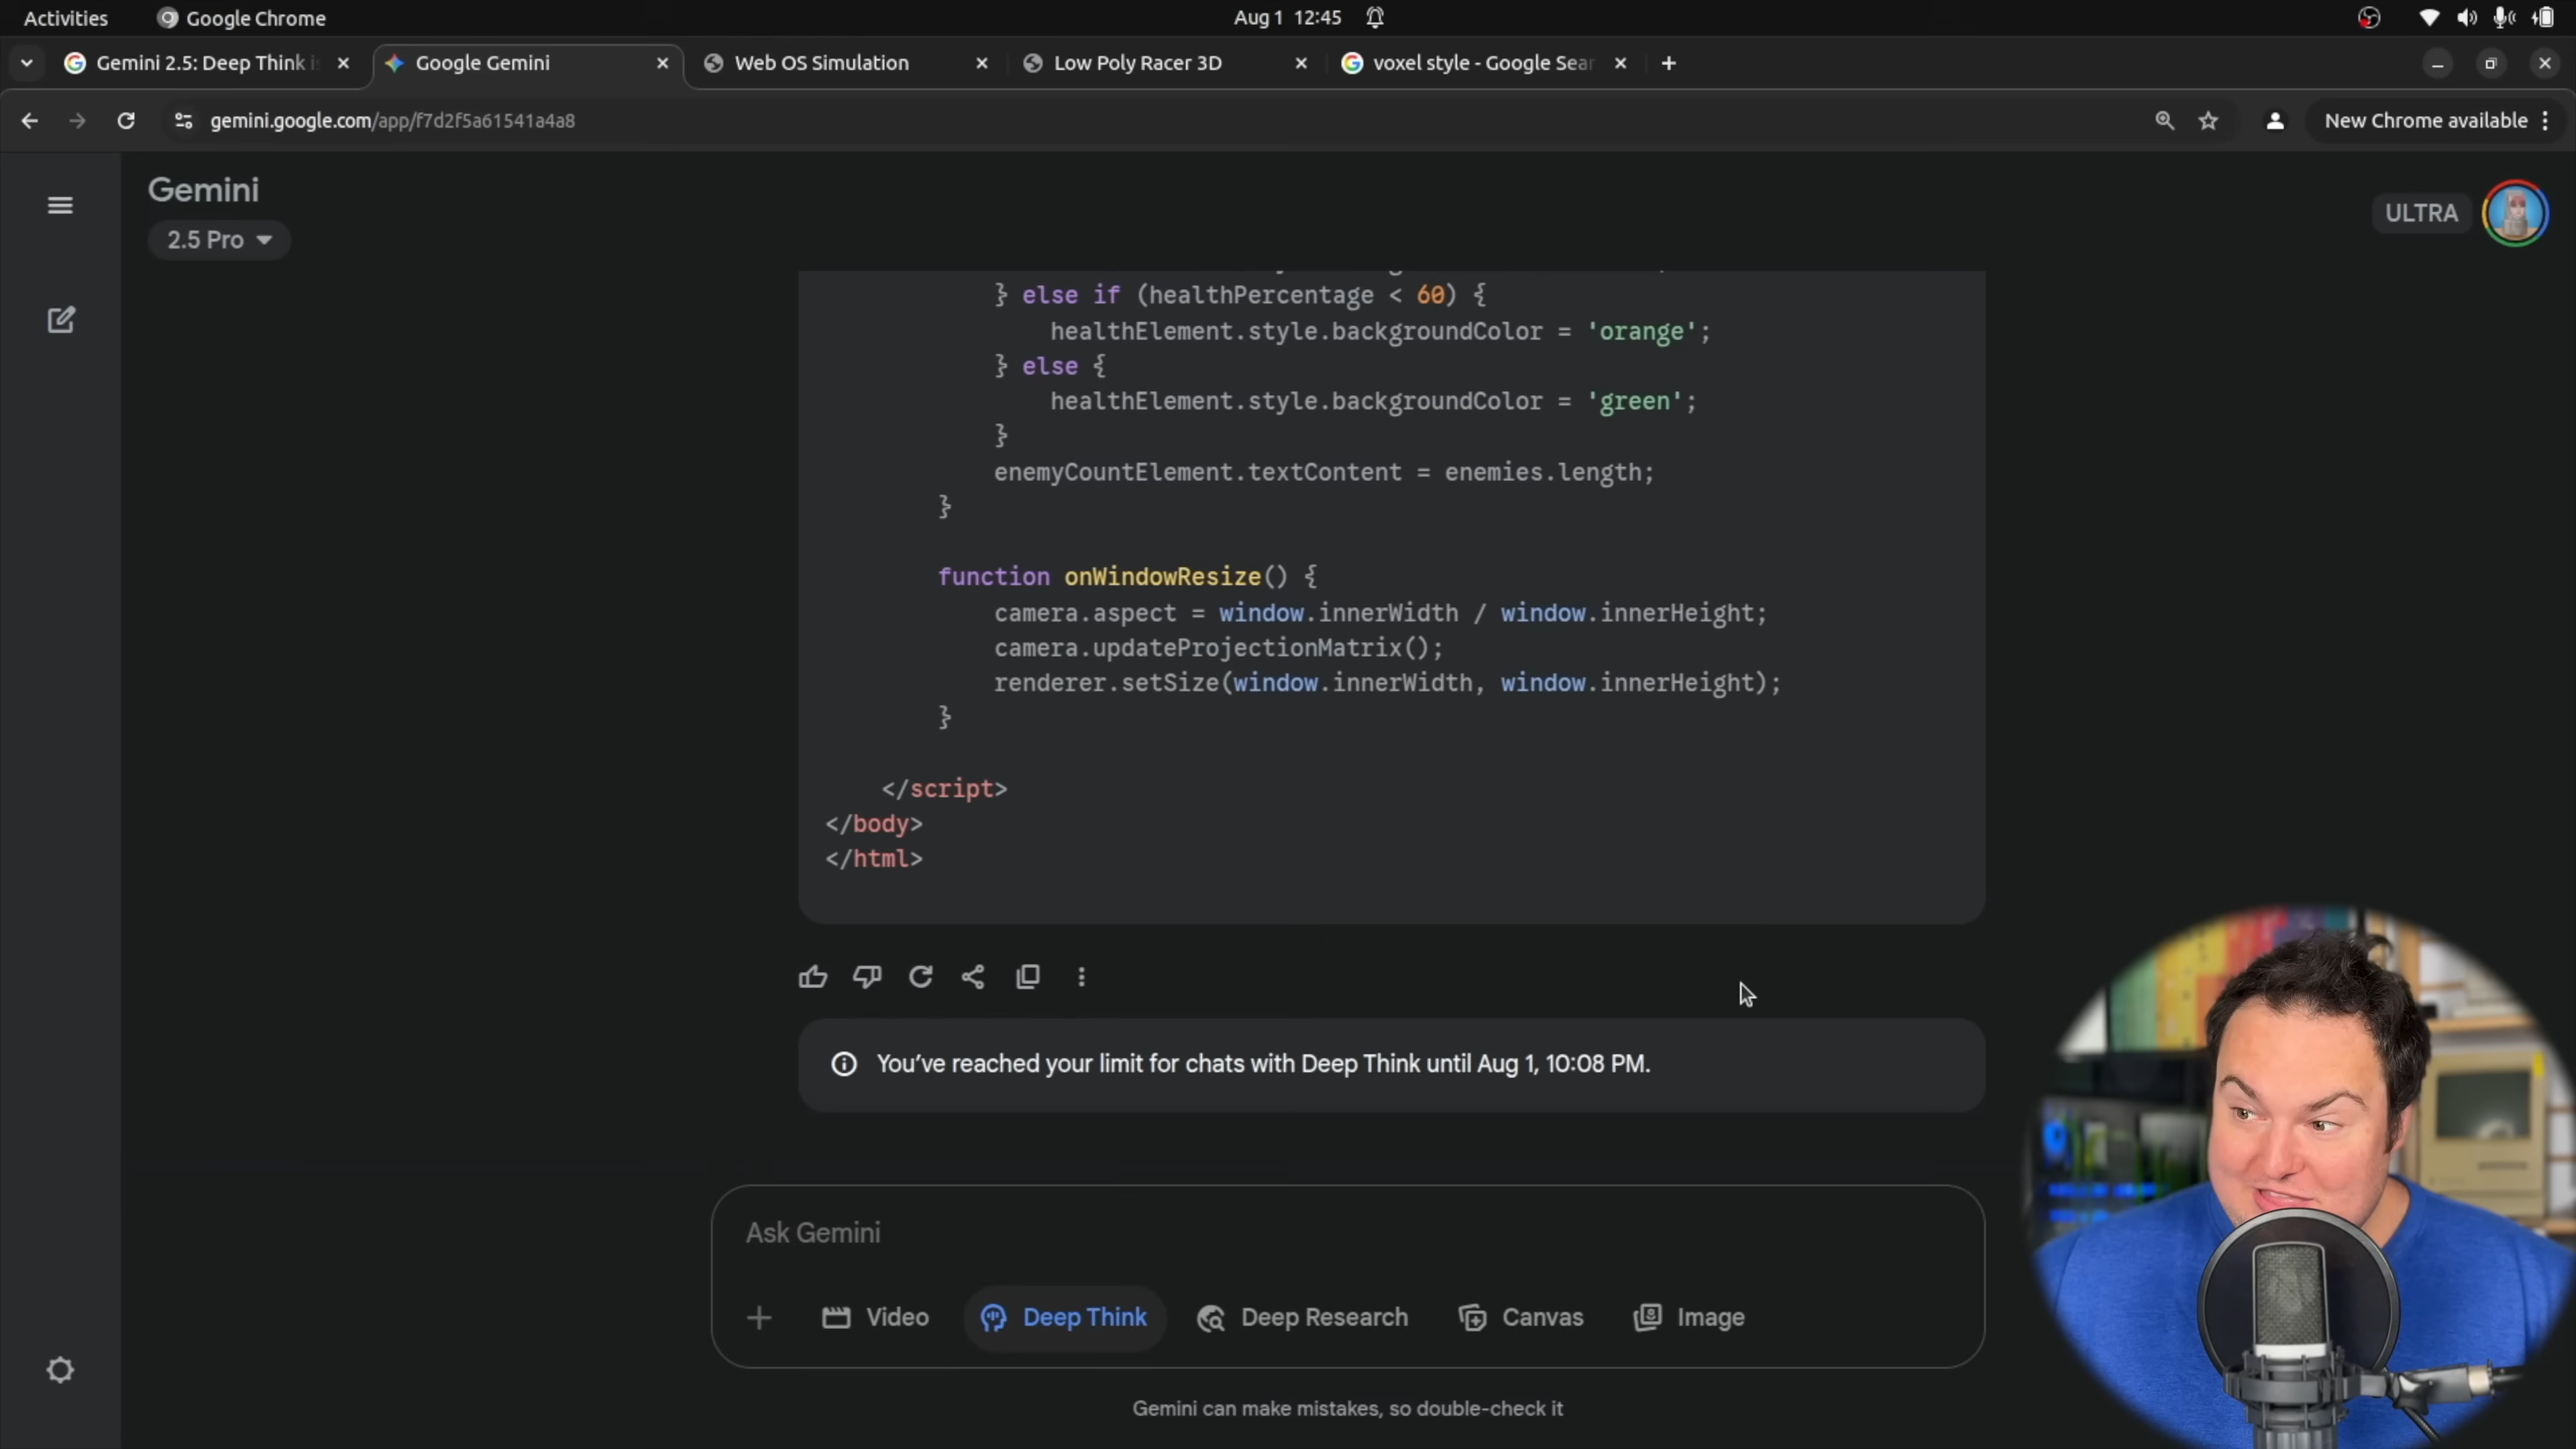 Activities Google Chrome Aug 1 12:45
Gemini 2.5: Deep Think is Google Gemini Web OS Simulation Low Poly Racer 3D voxel style - Google Sear
gemini.google.com/app/f7d2f5a61541a4a8 New Chrome available
Gemini
2.5 Pro
ULTRA
} else if (healthPercentage < 60) {
healthElement.style.backgroundColor = 'orange';
} else {
healthElement.style.backgroundColor = 'green';
}
enemyCountElement.textContent = enemies.length;
}
function onWindowResize() {
camera.aspect = window.innerWidth / window.innerHeight;
camera.updateProjectionMatrix();
renderer.setSize(window.innerWidth, window.innerHeight);
}
</script>
</body>
</html>
You've reached your limit for chats with Deep Think until Aug 1, 10:08 PM.
Ask Gemini
Video Deep Think Deep Research Canvas Image
Gemini can make mistakes, so double-check it